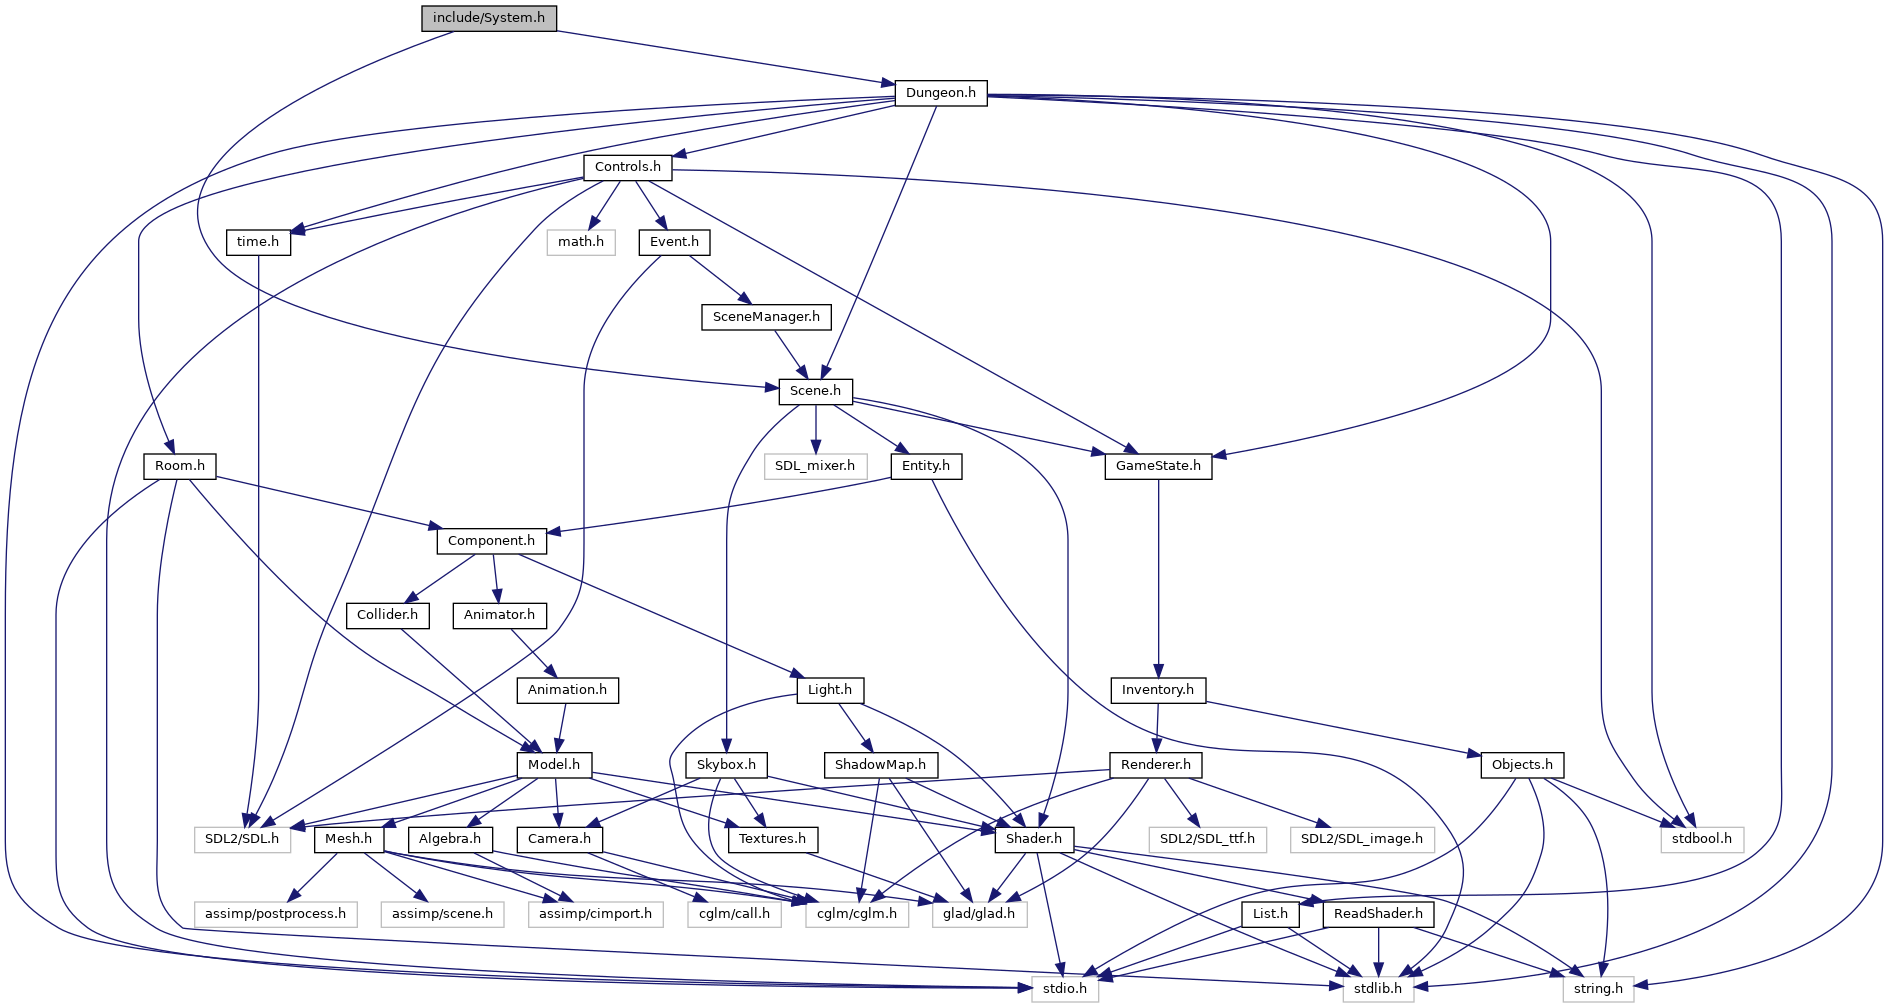 include/System.h
Dungeon.h
Controls.h
time.h
math.h
Event.h
SceneManager.h
Scene.h
Room.h
SDL_mixer.h
Entity.h
GameState.h
Component.h
Collider.h
Animator.h
Animation.h
Light.h
Inventory.h
Model.h
Skybox.h
ShadowMap.h
Renderer.h
Objects.h
SDL2/SDL.h
Mesh.h
Algebra.h
Camera.h
Textures.h
Shader.h
SDL2/SDL_ttf.h
SDL2/SDL_image.h
stdbool.h
assimp/postprocess.h
assimp/scene.h
assimp/cimport.h
cglm/call.h
cglm/cglm.h
glad/glad.h
List.h
ReadShader.h
stdio.h
stdlib.h
string.h